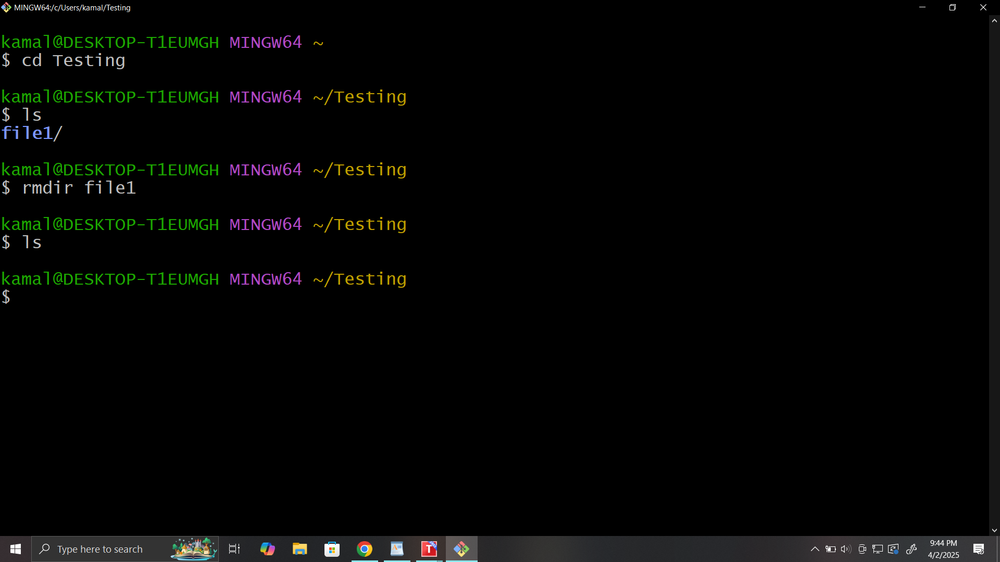 MINGW64:/c/Users/kamal/Testing
kamal@DESKTOP-T1EUMGH MINGW64 ~
$ cd Testing
kamal@DESKTOP-T1EUMGH MINGW64 ~/Testing
$ ls
file1/
kamal@DESKTOP-T1EUMGH MINGW64 ~/Testing
$ rmdir file1
kamal@DESKTOP-T1EUMGH MINGW64 ~/Testing
$ ls
kamal@DESKTOP-T1EUMGH MINGW64 ~/Testing
$
Type here to search
T
9:44 PM
4/2/2025